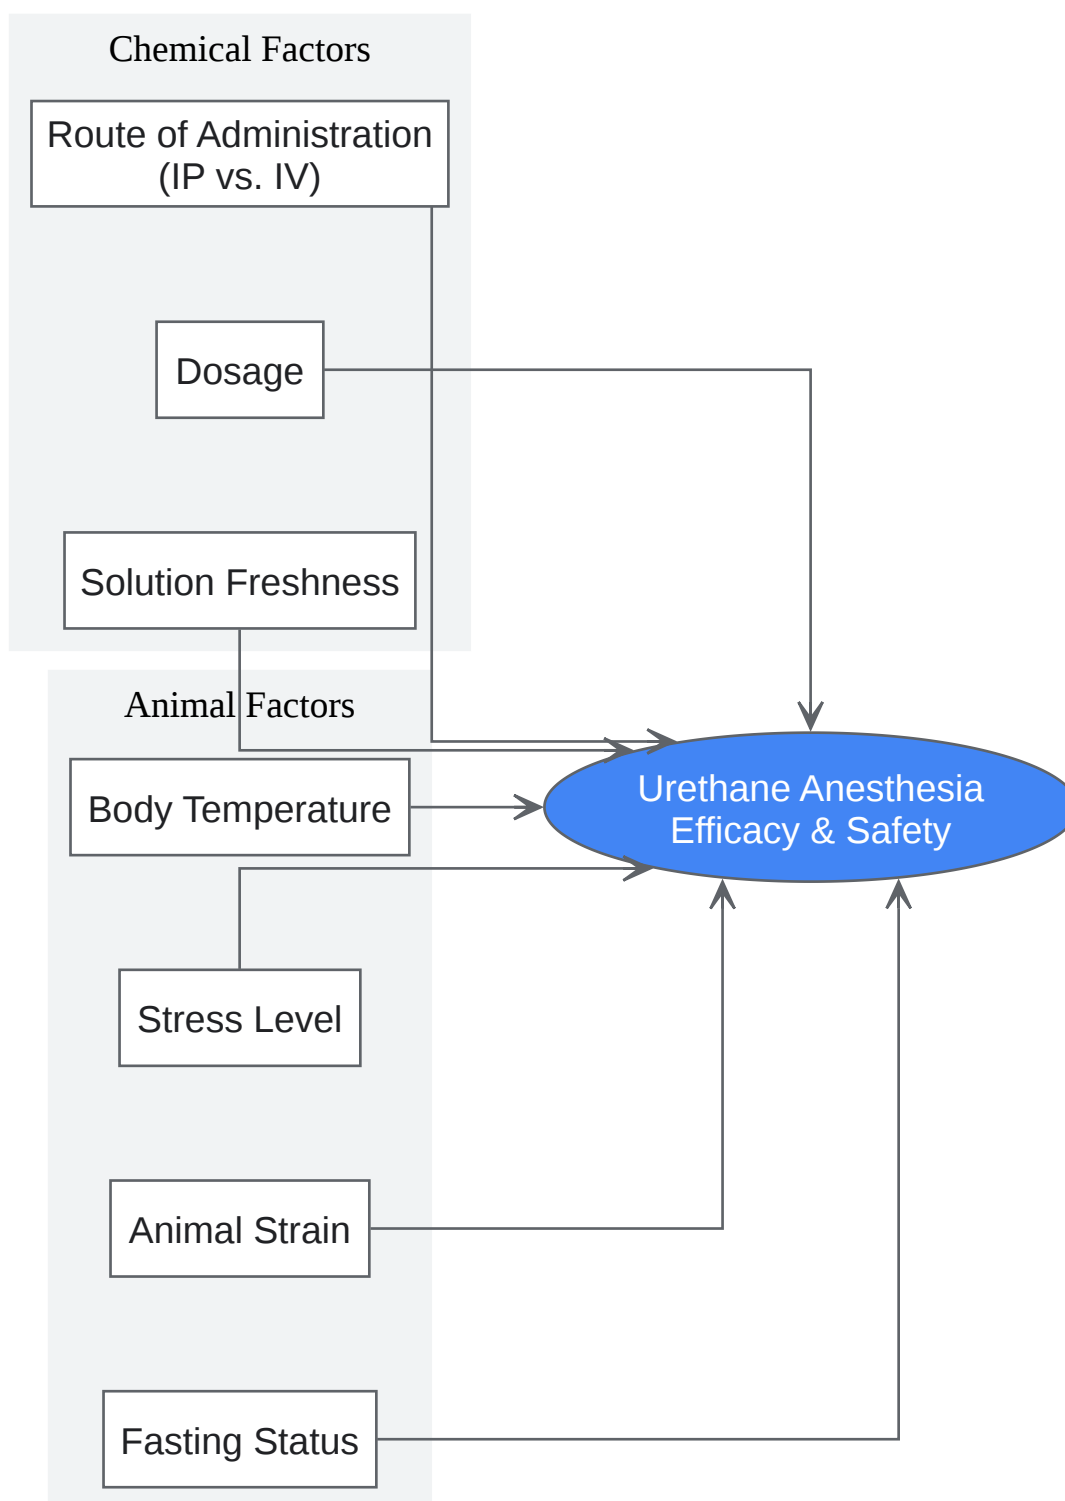 Chemical Factors
Route of Administration
(IP vs. IV)
Dosage
Solution Freshness
Animal Factors
Body Temperature
Urethane Anesthesia
Efficacy & Safety
Stress Level
Animal Strain
Fasting Status